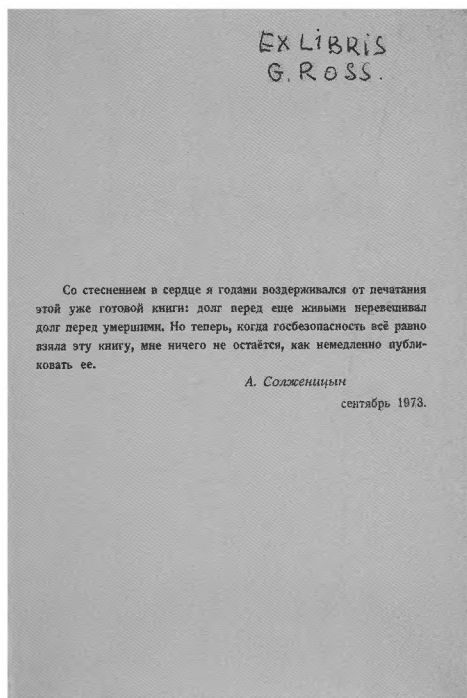 EX LiBRiS
G. ROSS.
Со стеснением в сердце я годами воздерживался от печатания
этой уже готовой книги: долг перед еще живыми перевешивал
долг перед умершими. Но теперь, когда госбезопасность всё равно
взяла эту книгу, мне ничего не остаётся, как немедленно публи-
ковать ее.
А. Солженицын
сентябрь 1973.